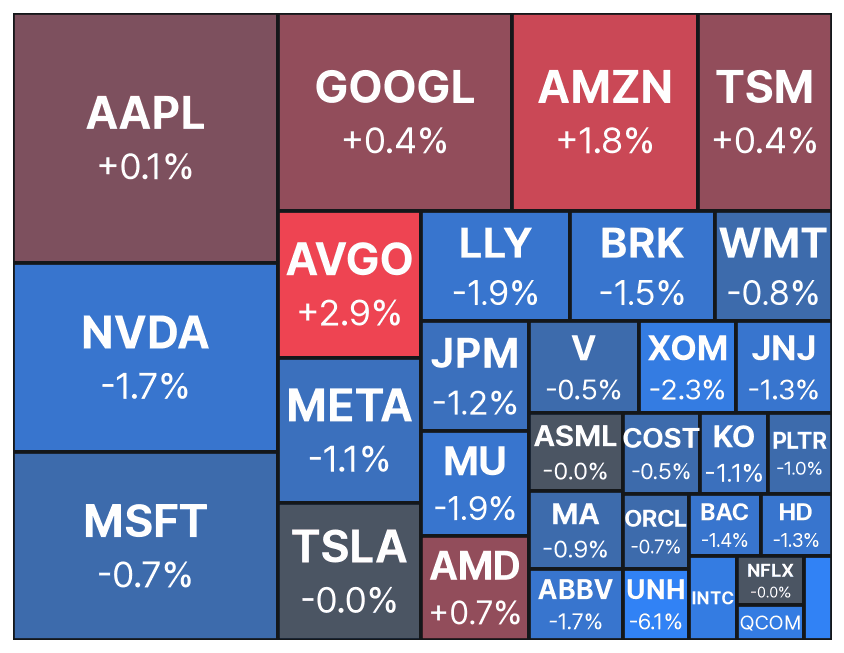 AAPL
+0.1%
GOOGL
+0.4%
AMZN
+1.8%
TSM
+0.4%
NVDA
-1.7%
MSFT
-0.7%
AVGO
+2.9%
META
-1.1%
TSLA
-0.0%
LLY
-1.9%
BRK
-1.5%
WMT
-0.8%
JPM
-1.2%
MU
-1.9%
AMD
+0.7%
V
-0.5%
XOM
-2.3%
JNJ
-1.3%
ASML
-0.0%
COST
-0.5%
KO
-1.1%
PLTR
-1.0%
MA
-0.9%
ORCL
-0.7%
BAC
-1.4%
HD
-1.3%
ABBV
-1.7%
UNH
-6.1%
INTC
NFLX
-0.0%
QCOM